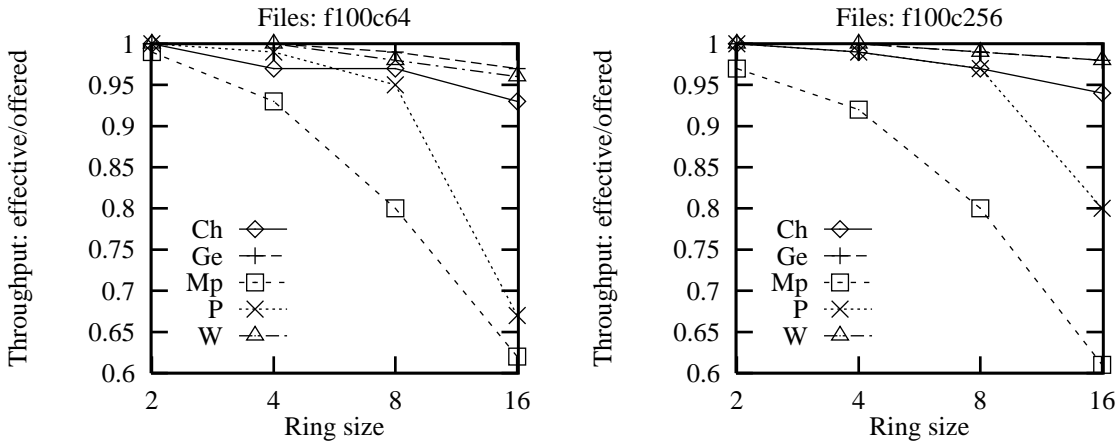 Files: f100c64
Throughput: effective/offered
1
0.95
0.9
0.85
0.8
0.75
0.7
0.65
0.6
Ch
Ge
Mp
P
W
2 4 8 16
Ring size
Files: f100c256
Throughput: effective/offered
1
0.95
0.9
0.85
0.8
0.75
0.7
0.65
0.6
Ch
Ge
Mp
P
W
2 4 8 16
Ring size